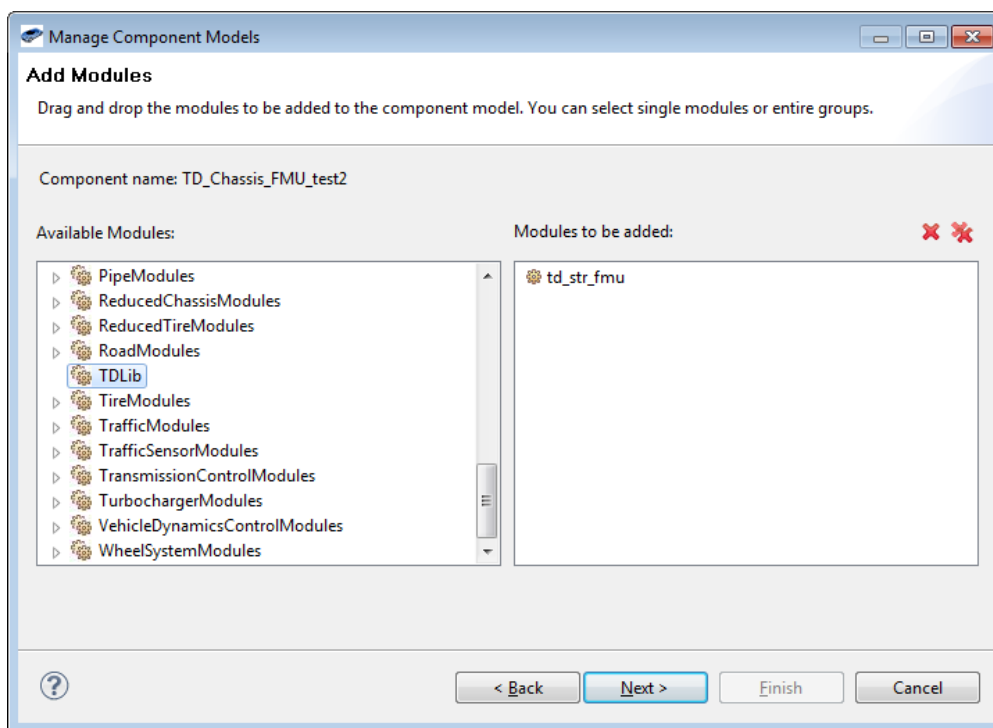 Manage Component Models
Add Modules
Drag and drop the modules to be added to the component model. You can select single modules or entire groups.
Component name: TD_Chassis_FMU_test2
Available Modules:
Modules to be added:
PipeModules
ReducedChassisModules
ReducedTireModules
RoadModules
TDLib
TireModules
TrafficModules
TrafficSensorModules
TransmissionControlModules
TurbochargerModules
VehicleDynamicsControlModules
WheelSystemModules
td_str_fmu
?
< Back
Next >
Finish
Cancel